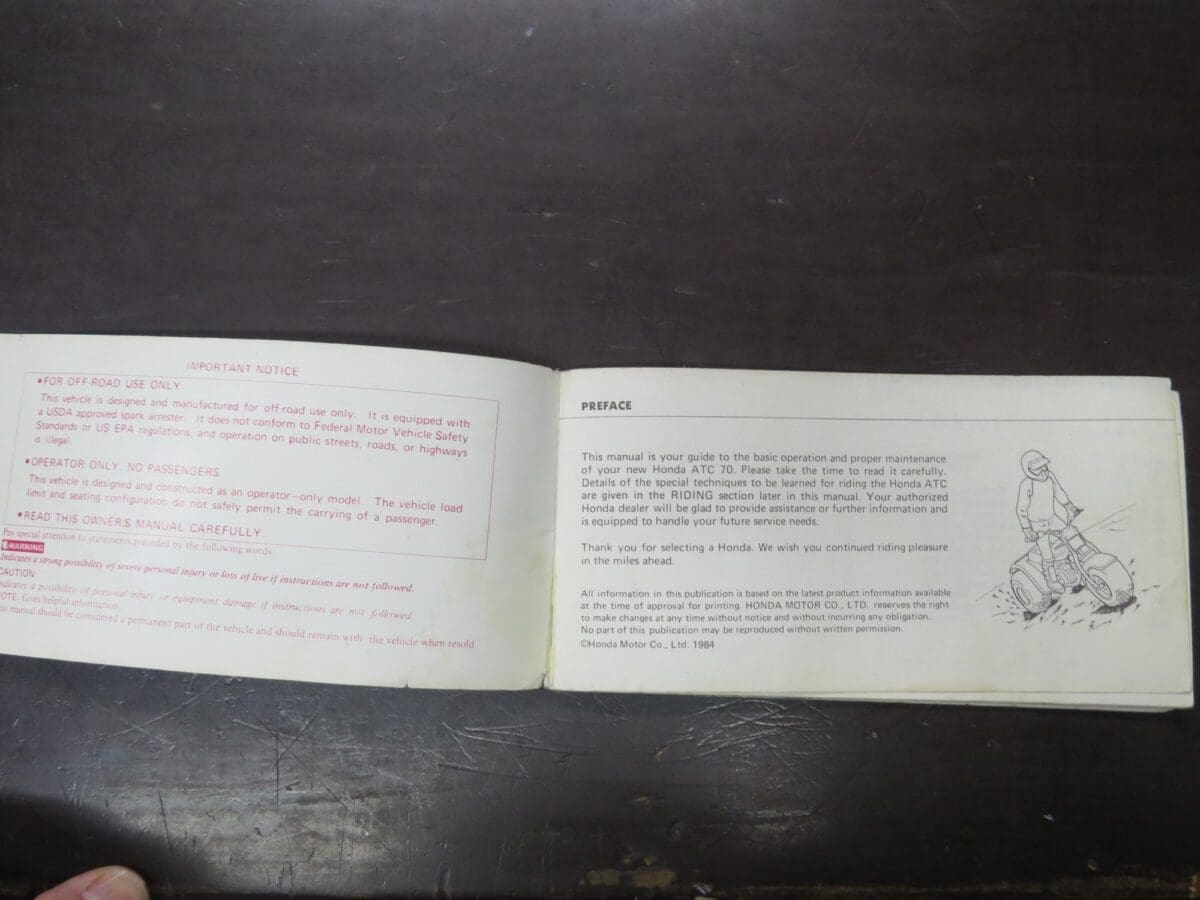 IMPORTANT NOTICE
•FOR OFF-ROAD USE ONLY
This vehicle is designed and manufactured for off-road use only. It is equipped with
a USDA approved spark arrester. It does not conform to Federal Motor Vehicle Safety
Standards or US EPA regulations, and operation on public streets, roads, or highways
is illegal.
•OPERATOR ONLY. NO PASSENGERS.
This vehicle is designed and constructed as an operator-only model. The vehicle load
limit and seating configuration do not safely permit the carrying of a passenger.
•READ THIS OWNER'S MANUAL CAREFULLY.
Pay special attention to statements preceded by the following words:
WARNING
Indicates a strong possibility of severe personal injury or loss of live if instructions are not followed.
CAUTION:
Indicates a possibility of personal injury or equipment damage if instructions are not followed.
NOTE: Gives helpful information.
This manual should be considered a permanent part of the vehicle and should remain with the vehicle when resold.
PREFACE
This manual is your guide to the basic operation and proper maintenance
of your new Honda ATC 70. Please take the time to read it carefully.
Details of the special techniques to be learned for riding the Honda ATC
are given in the RIDING section later in this manual. Your authorized
Honda dealer will be glad to provide assistance or further information and
is equipped to handle your future service needs.
Thank you for selecting a Honda. We wish you continued riding pleasure
in the miles ahead.
All information in this publication is based on the latest product information available
at the time of approval for printing. HONDA MOTOR CO., LTD. reserves the right
to make changes at any time without notice and without incurring any obligation.
No part of this publication may be reproduced without written permission.
©Honda Motor Co., Ltd. 1984